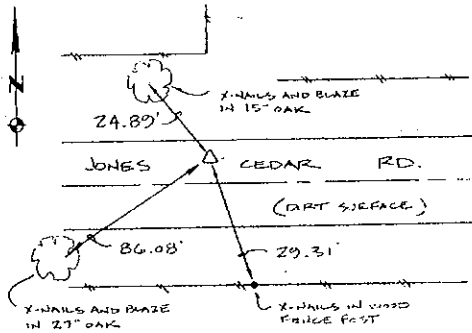 N
X-NAILS AND BLAZE
IN 15" OAK
24.89'
JONES CEDAR RD.
(DIRT SURFACE)
86.08'
29.31'
X-NAILS AND BLAZE
IN 27" OAK
X-NAILS IN WOOD
FENCE POST